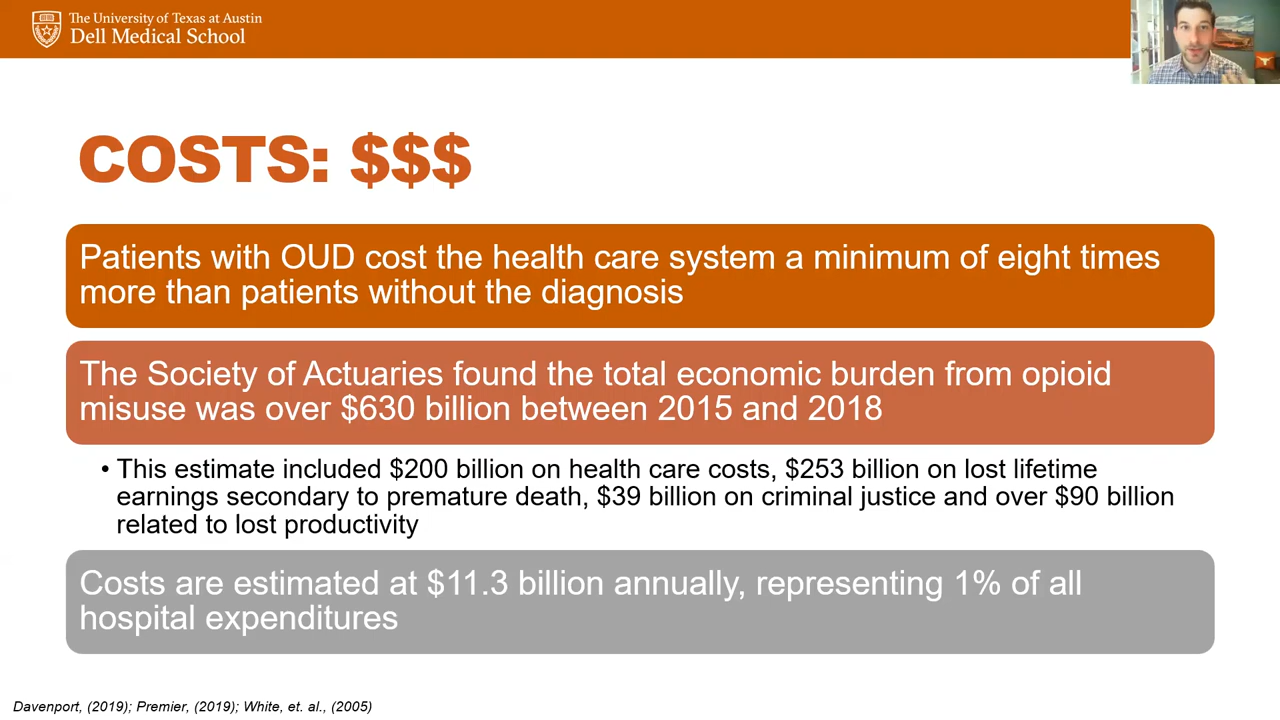 The University of Texas at Austin
Dell Medical School
COSTS: $$$
Patients with OUD cost the health care system a minimum of eight times
more than patients without the diagnosis
The Society of Actuaries found the total economic burden from opioid
misuse was over $630 billion between 2015 and 2018
• This estimate included $200 billion on health care costs, $253 billion on lost lifetime
earnings secondary to premature death, $39 billion on criminal justice and over $90 billion
related to lost productivity
Costs are estimated at $11.3 billion annually, representing 1% of all
hospital expenditures
Davenport, (2019); Premier, (2019); White, et. al., (2005)